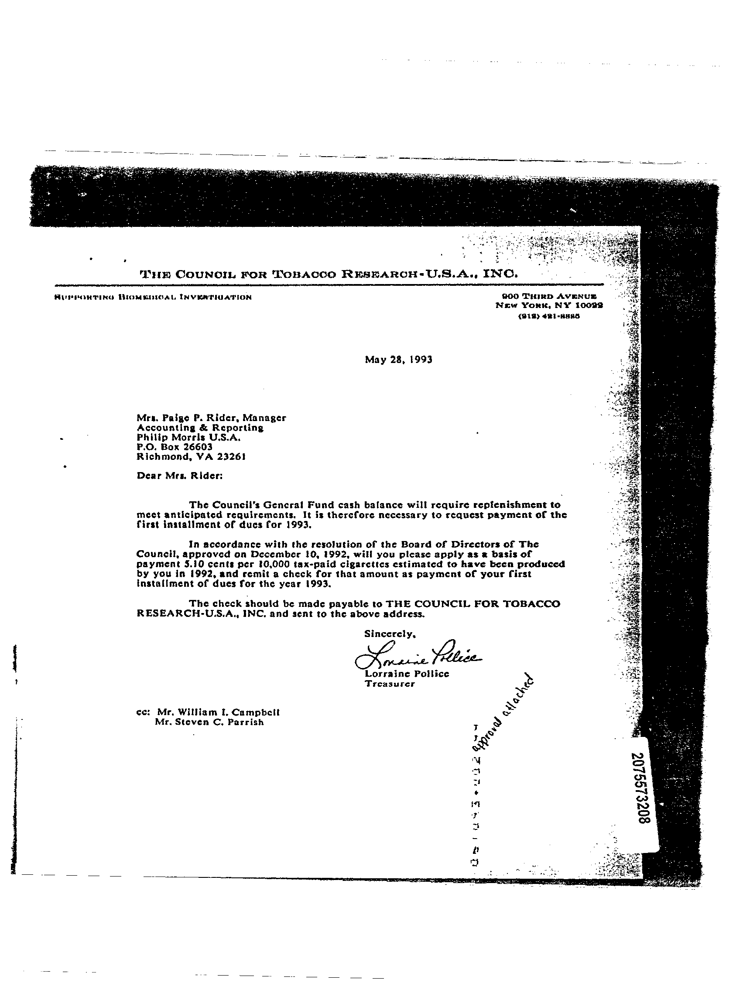 THE COUNCIL FOR TOBACCO RESEARCH-U.S.A., INC.
SUPPORTING BIOMEDICAL INVESTIGATION
900 THIRD AVENUE
NEW YORK, NY 10022
(212) 421-8885
May 28, 1993
Mrs. Paige P. Rider, Manager
Accounting & Reporting
Philip Morris U.S.A.
P.O. Box 26603
Richmond, VA 23261
Dear Mrs. Rider:
The Council's General Fund cash balance will require replenishment to
meet anticipated requirements. It is therefore necessary to request payment of the
first installment of dues for 1993.
In accordance with the resolution of the Board of Directors of The
Council, approved on December 10, 1992, will you please apply as a basis of
payment 5.10 cents per 10,000 tax-paid cigarettes estimated to have been produced
by you in 1992, and remit a check for that amount as payment of your first
installment of dues for the year 1993.
The check should be made payable to THE COUNCIL FOR TOBACCO
RESEARCH-U.S.A., INC. and sent to the above address.
Sincerely,
Lorraine Pollice
Lorraine Pollice
Treasurer
approval attached
cc: Mr. William I. Campbell
Mr. Steven C. Parrish
2075573208